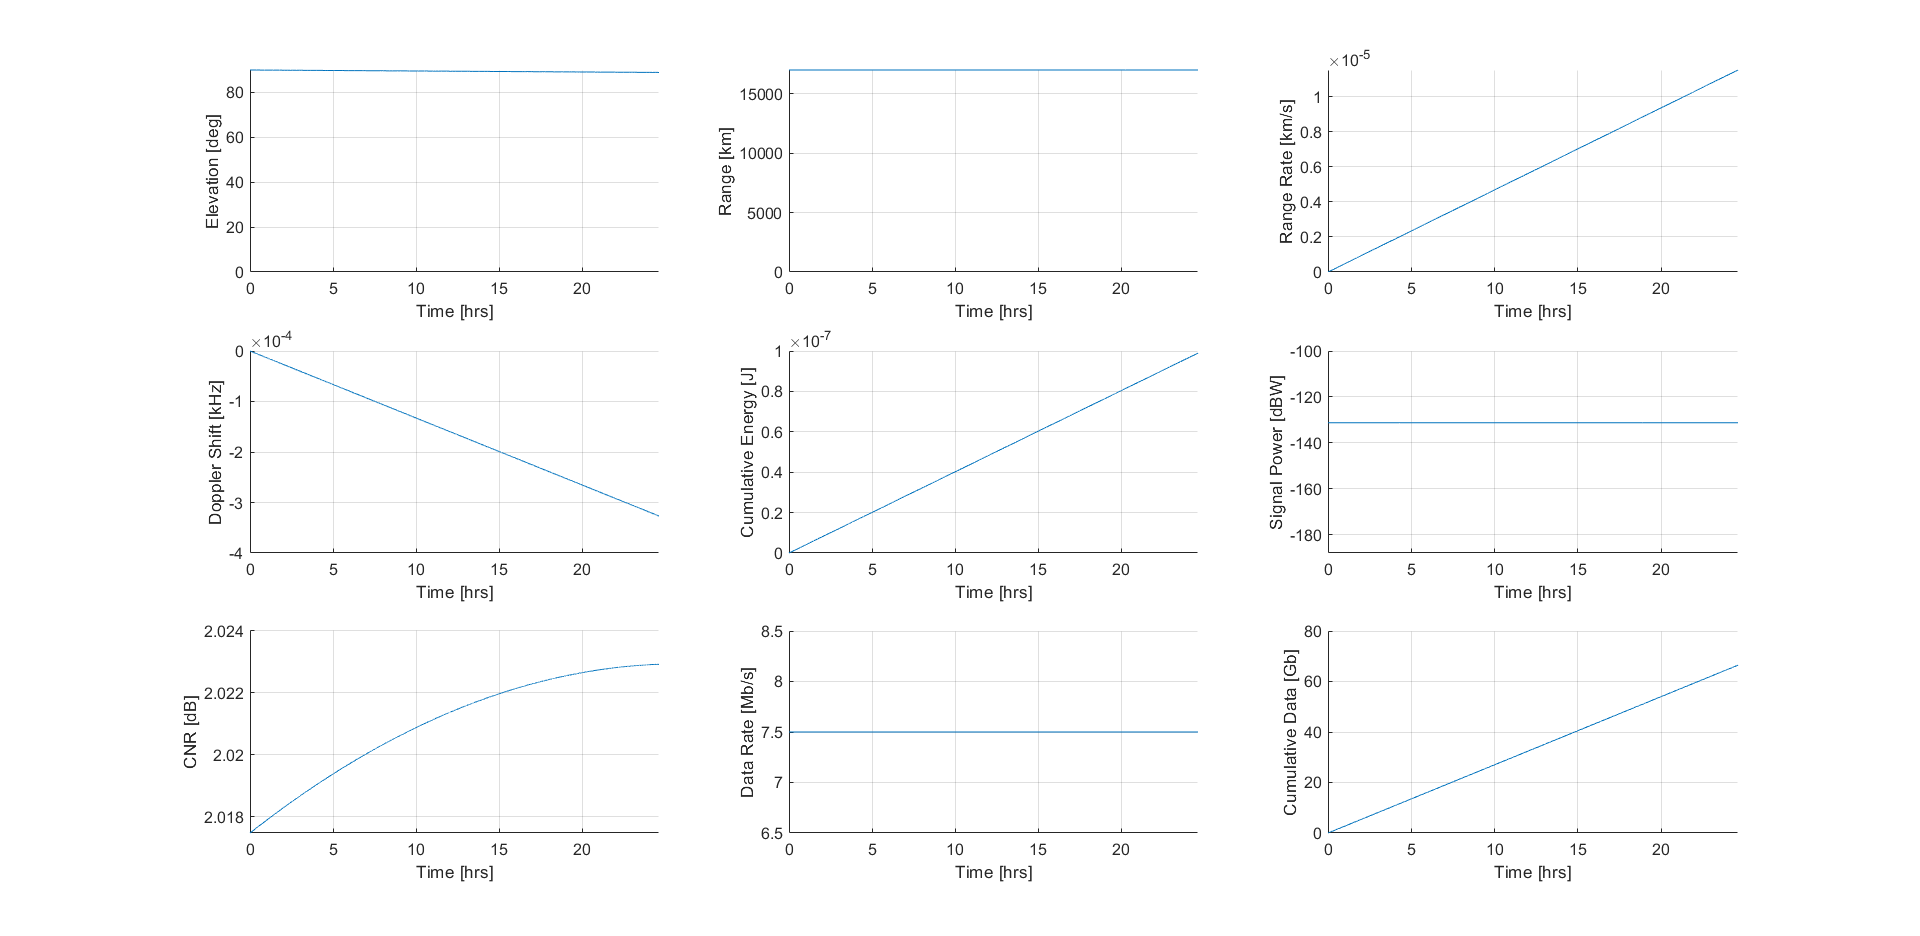 Elevation [deg]
80
60
40
20
0
0 5 10 15 20
Time [hrs]
Range [km]
15000
10000
5000
0
0 5 10 15 20
Time [hrs]
×10-5
Range Rate [km/s]
1
0.8
0.6
0.4
0.2
0
0 5 10 15 20
Time [hrs]
×10-4
Doppler Shift [kHz]
0
-1
-2
-3
-4
0 5 10 15 20
Time [hrs]
×10-7
Cumulative Energy [J]
1
0.8
0.6
0.4
0.2
0
0 5 10 15 20
Time [hrs]
Signal Power [dBW]
-100
-120
-140
-160
-180
0 5 10 15 20
Time [hrs]
CNR [dB]
2.024
2.022
2.02
2.018
0 5 10 15 20
Time [hrs]
Data Rate [Mb/s]
8.5
8
7.5
7
6.5
0 5 10 15 20
Time [hrs]
Cumulative Data [Gb]
80
60
40
20
0
0 5 10 15 20
Time [hrs]